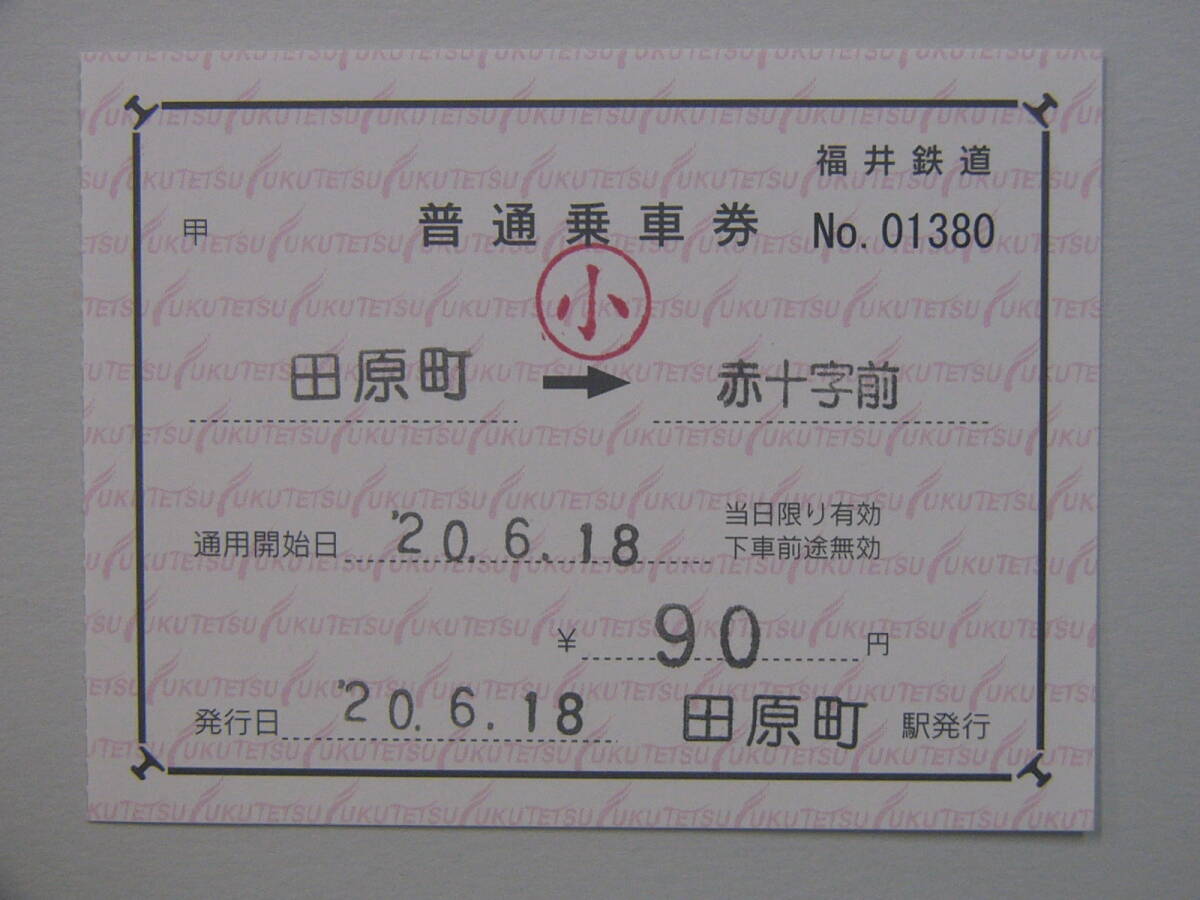 福井鉄道
甲 普通乗車券 No. 01380
小
田原町 → 赤十字前
通用開始日 '20. 6. 18 当日限り有効
下車前途無効
¥ 90 円
発行日 '20. 6. 18 田原町 駅発行
FUKUTETSU